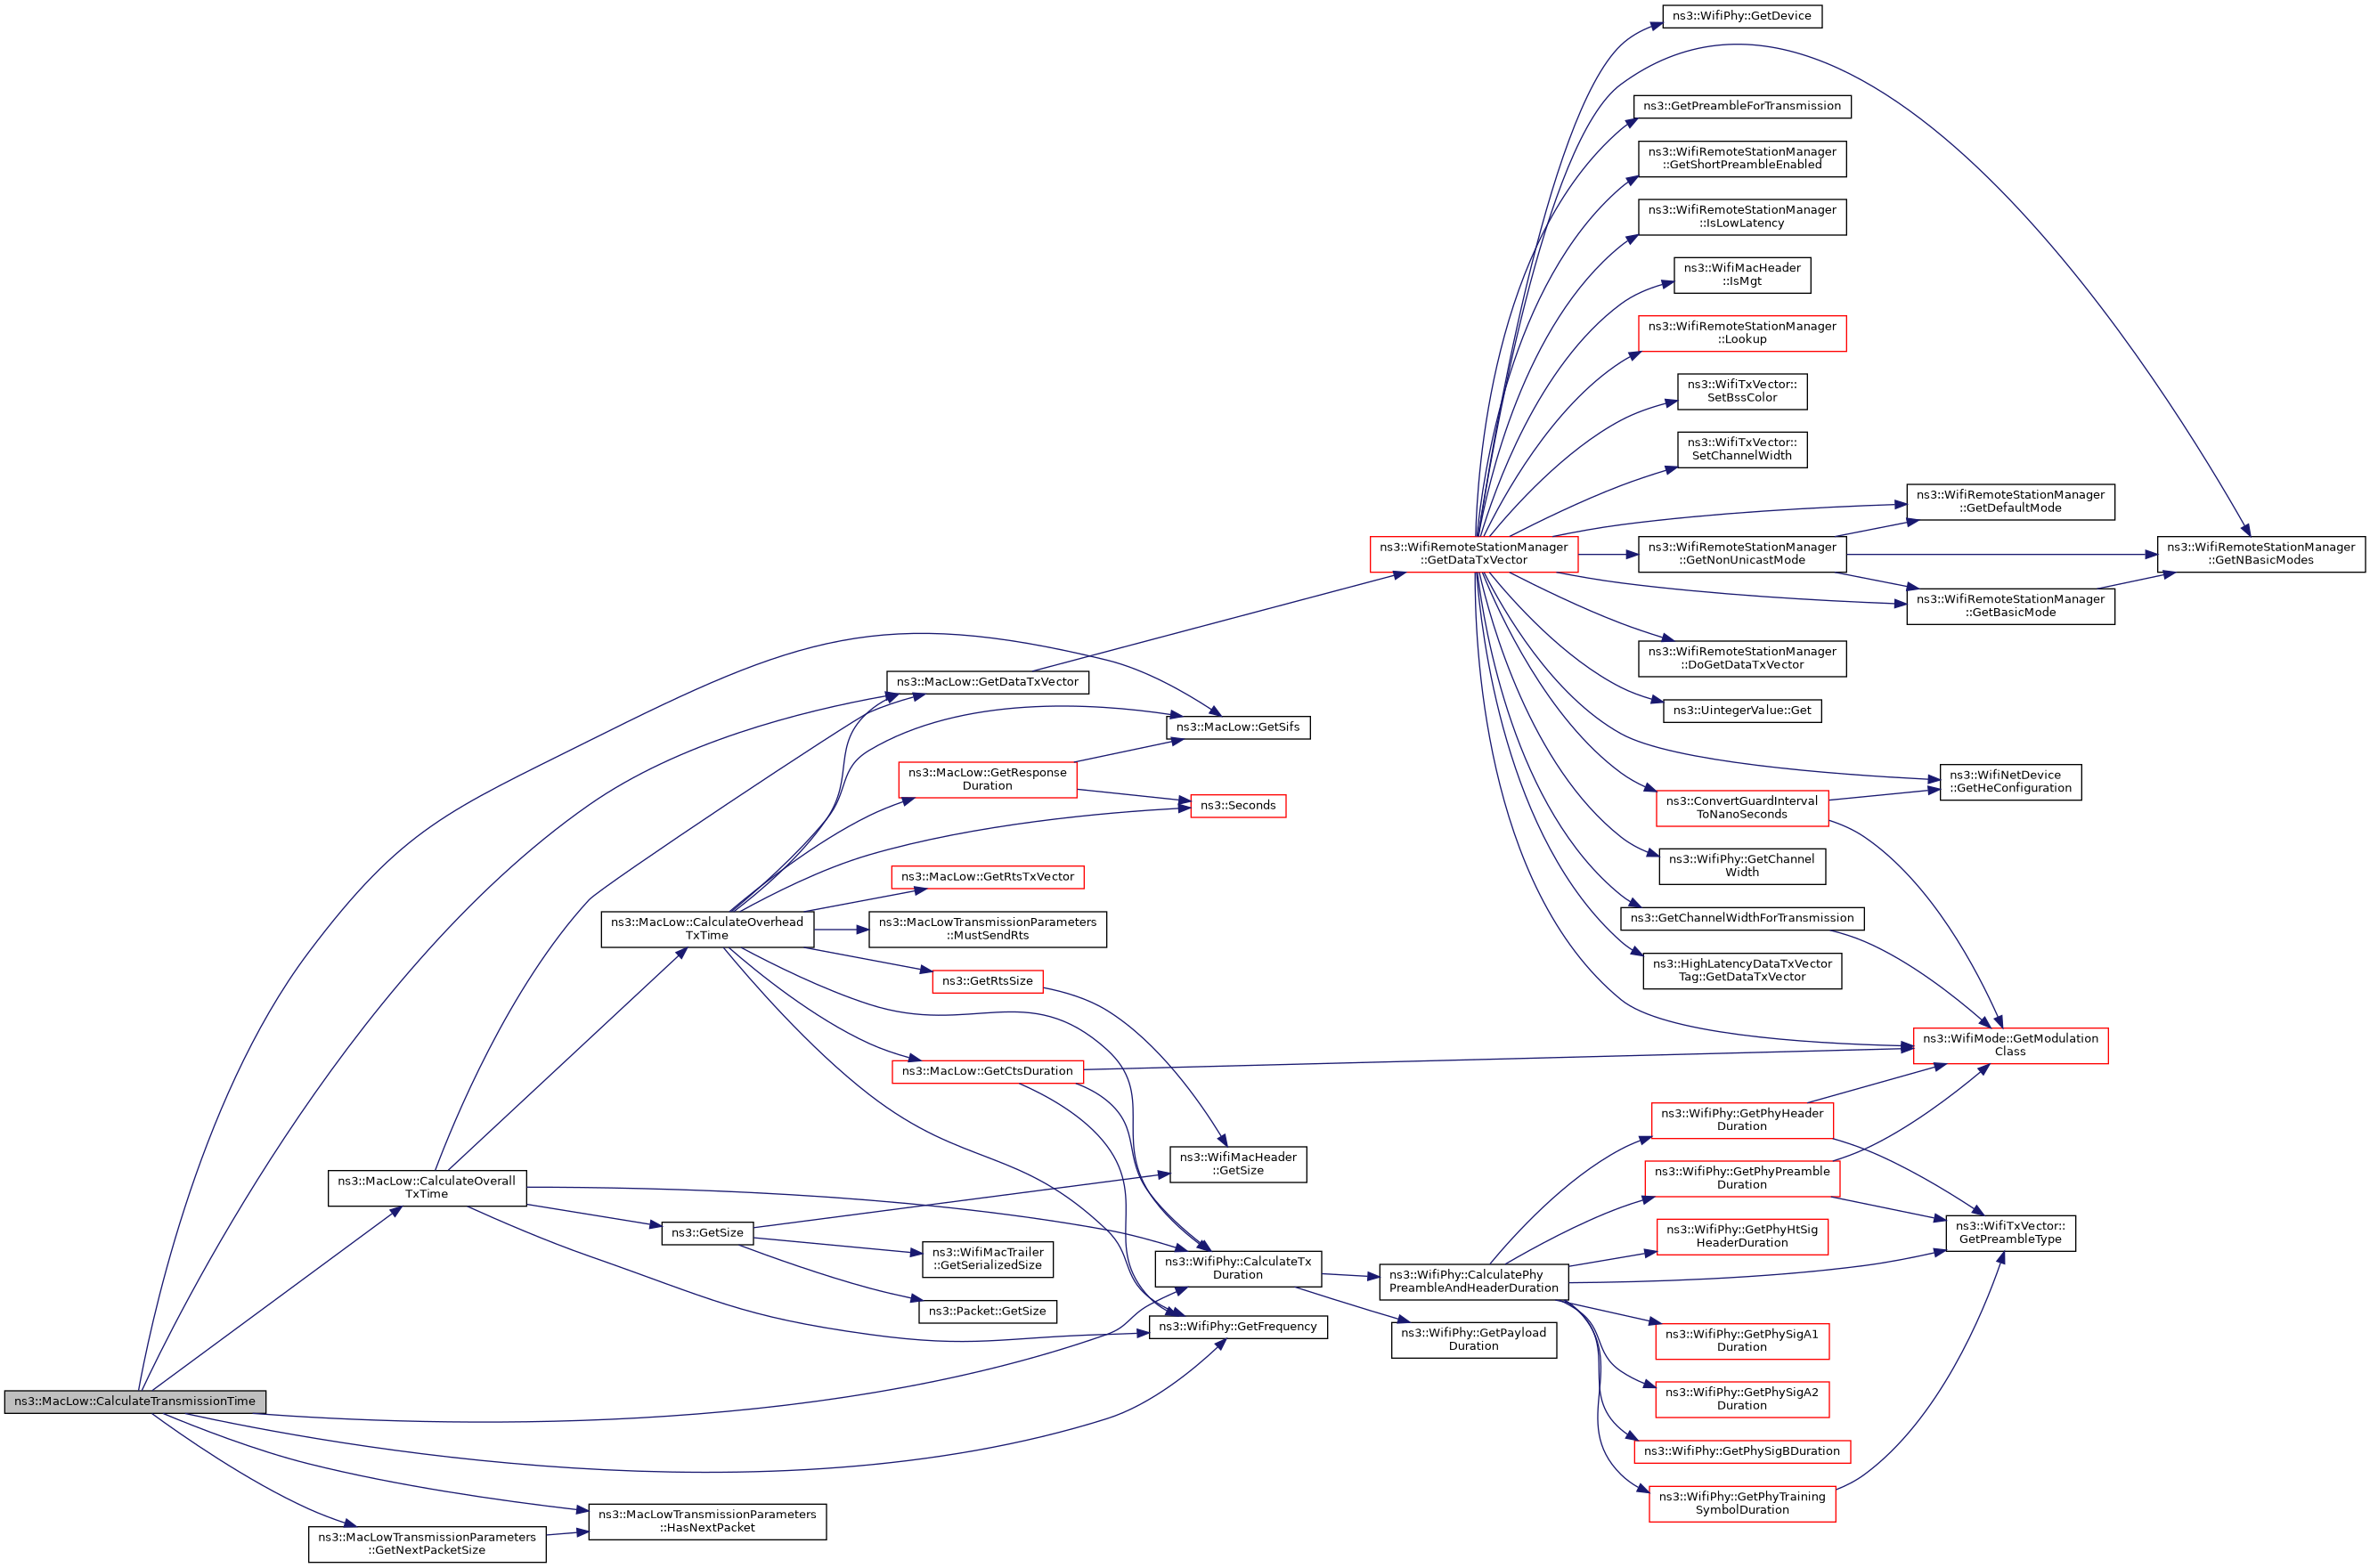 ns3::MacLow::CalculateTransmissionTime
ns3::MacLow::CalculateOverall
TxTime
ns3::MacLowTransmissionParameters
::GetNextPacketSize
ns3::MacLow::CalculateOverhead
TxTime
ns3::GetSize
ns3::MacLowTransmissionParameters
::HasNextPacket
ns3::MacLow::GetDataTxVector
ns3::MacLow::GetResponse
Duration
ns3::MacLow::GetRtsTxVector
ns3::MacLowTransmissionParameters
::MustSendRts
ns3::GetRtsSize
ns3::MacLow::GetCtsDuration
ns3::WifiMacTrailer
::GetSerializedSize
ns3::Packet::GetSize
ns3::MacLow::GetSifs
ns3::Seconds
ns3::WifiMacHeader
::GetSize
ns3::WifiPhy::CalculateTx
Duration
ns3::WifiPhy::GetFrequency
ns3::WifiRemoteStationManager
::GetDataTxVector
ns3::WifiPhy::CalculatePhy
PreambleAndHeaderDuration
ns3::WifiPhy::GetPayload
Duration
ns3::WifiPhy::GetDevice
ns3::GetPreambleForTransmission
ns3::WifiRemoteStationManager
::GetShortPreambleEnabled
ns3::WifiRemoteStationManager
::IsLowLatency
ns3::WifiMacHeader
::IsMgt
ns3::WifiRemoteStationManager
::Lookup
ns3::WifiTxVector::
SetBssColor
ns3::WifiTxVector::
SetChannelWidth
ns3::WifiRemoteStationManager
::GetNonUnicastMode
ns3::WifiRemoteStationManager
::DoGetDataTxVector
ns3::UintegerValue::Get
ns3::ConvertGuardInterval
ToNanoSeconds
ns3::WifiPhy::GetChannel
Width
ns3::GetChannelWidthForTransmission
ns3::HighLatencyDataTxVector
Tag::GetDataTxVector
ns3::WifiPhy::GetPhyHeader
Duration
ns3::WifiPhy::GetPhyPreamble
Duration
ns3::WifiPhy::GetPhyHtSig
HeaderDuration
ns3::WifiPhy::GetPhySigA1
Duration
ns3::WifiPhy::GetPhySigA2
Duration
ns3::WifiPhy::GetPhySigBDuration
ns3::WifiPhy::GetPhyTraining
SymbolDuration
ns3::WifiRemoteStationManager
::GetDefaultMode
ns3::WifiRemoteStationManager
::GetBasicMode
ns3::WifiNetDevice
::GetHeConfiguration
ns3::WifiMode::GetModulation
Class
ns3::WifiTxVector::
GetPreambleType
ns3::WifiRemoteStationManager
::GetNBasicModes